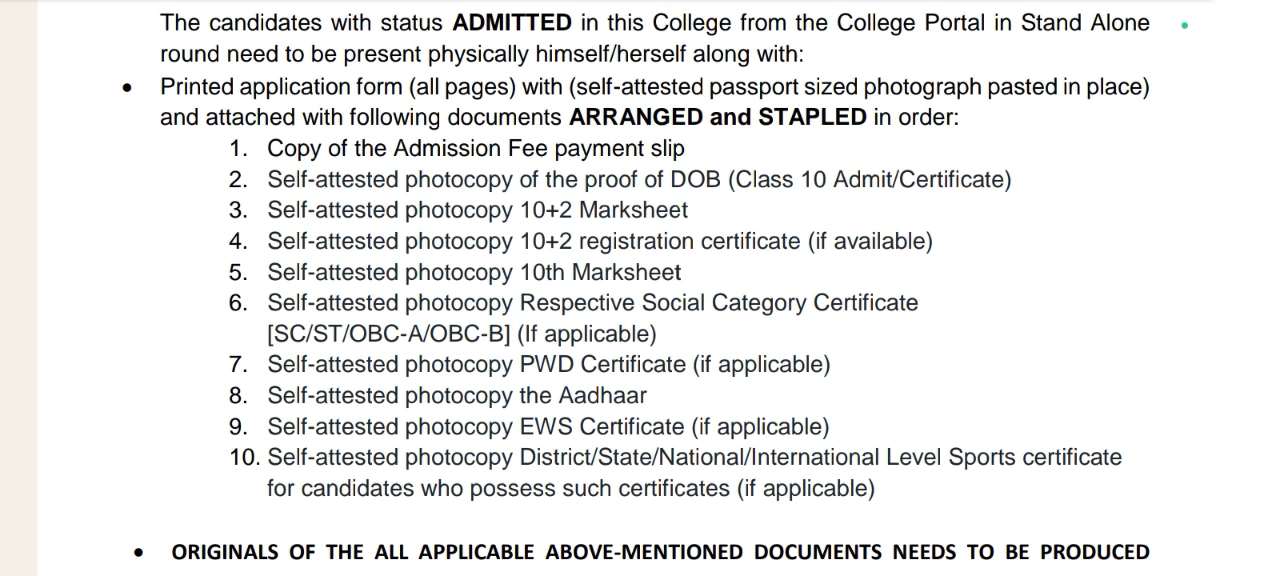 The candidates with status ADMITTED in this College from the College Portal in Stand Alone
round need to be present physically himself/herself along with:
• Printed application form (all pages) with (self-attested passport sized photograph pasted in place)
and attached with following documents ARRANGED and STAPLED in order:
1. Copy of the Admission Fee payment slip
2. Self-attested photocopy of the proof of DOB (Class 10 Admit/Certificate)
3. Self-attested photocopy 10+2 Marksheet
4. Self-attested photocopy 10+2 registration certificate (if available)
5. Self-attested photocopy 10th Marksheet
6. Self-attested photocopy Respective Social Category Certificate
[SC/ST/OBC-A/OBC-B] (If applicable)
7. Self-attested photocopy PWD Certificate (if applicable)
8. Self-attested photocopy the Aadhaar
9. Self-attested photocopy EWS Certificate (if applicable)
10. Self-attested photocopy District/State/National/International Level Sports certificate
for candidates who possess such certificates (if applicable)
• ORIGINALS OF THE ALL APPLICABLE ABOVE-MENTIONED DOCUMENTS NEEDS TO BE PRODUCED